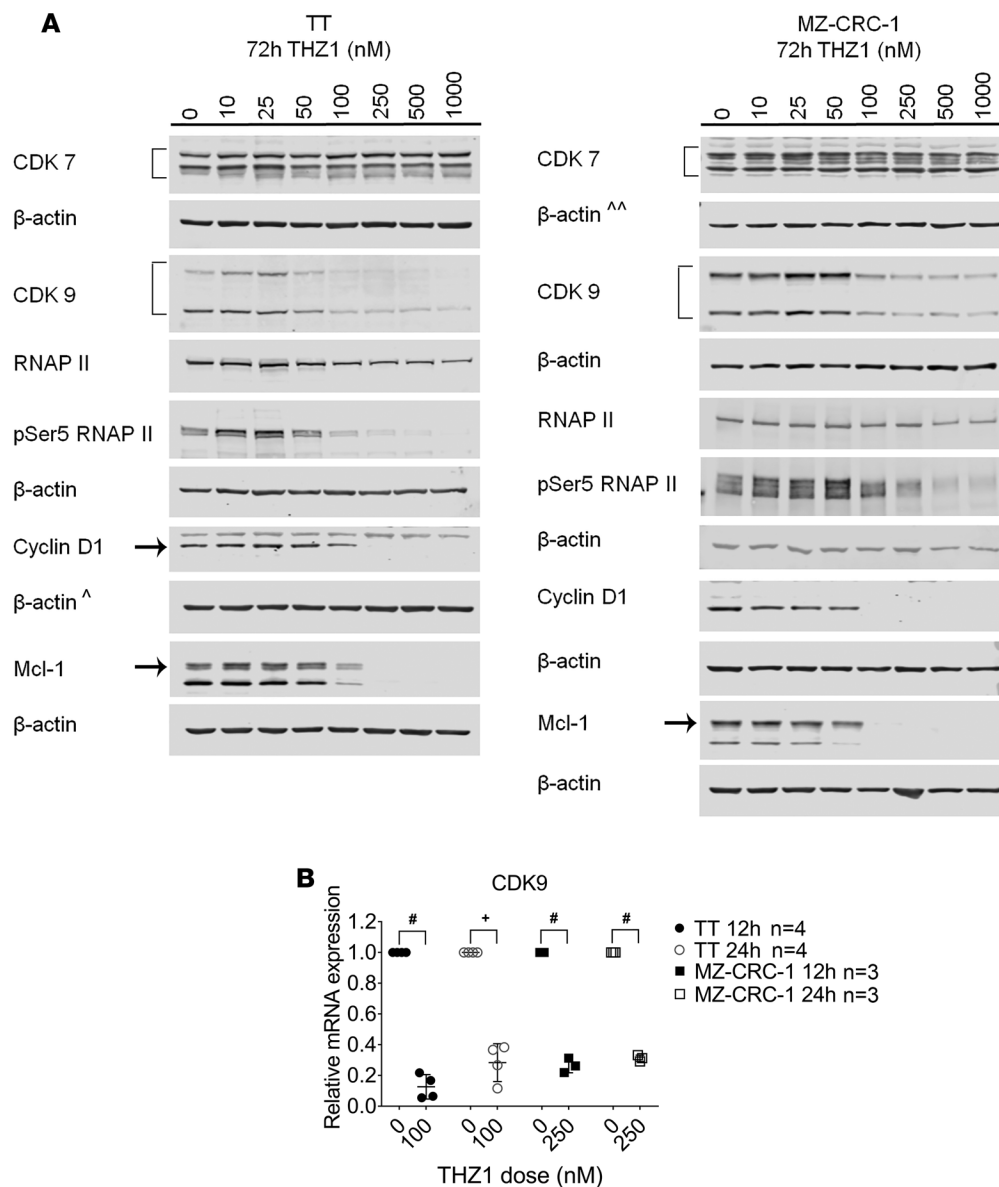 A
TT
72h THZ1 (nM)
0 10 25 50 100 250 500 1000
CDK 7
β-actin
CDK 9
RNAP II
pSer5 RNAP II
β-actin
Cyclin D1
β-actin ^
Mcl-1
β-actin
MZ-CRC-1
72h THZ1 (nM)
0 10 25 50 100 250 500 1000
CDK 7
β-actin ^^
CDK 9
β-actin
RNAP II
pSer5 RNAP II
β-actin
Cyclin D1
β-actin
Mcl-1
β-actin
B
CDK9
Relative mRNA expression
1.2
1.0
0.8
0.6
0.4
0.2
0.0
# + # #
0 100 0 100 0 250 0 250
THZ1 dose (nM)
TT 12h n=4
TT 24h n=4
MZ-CRC-1 12h n=3
MZ-CRC-1 24h n=3